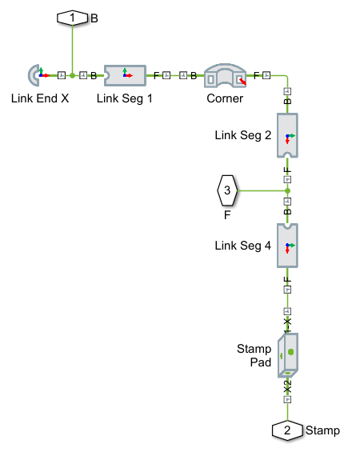 1 B
B F B F
Link End X Link Seg 1 Corner
B
Link Seg 2
F
3
F
B
Link Seg 4
F
1-X
Stamp
Pad
X2
2 Stamp